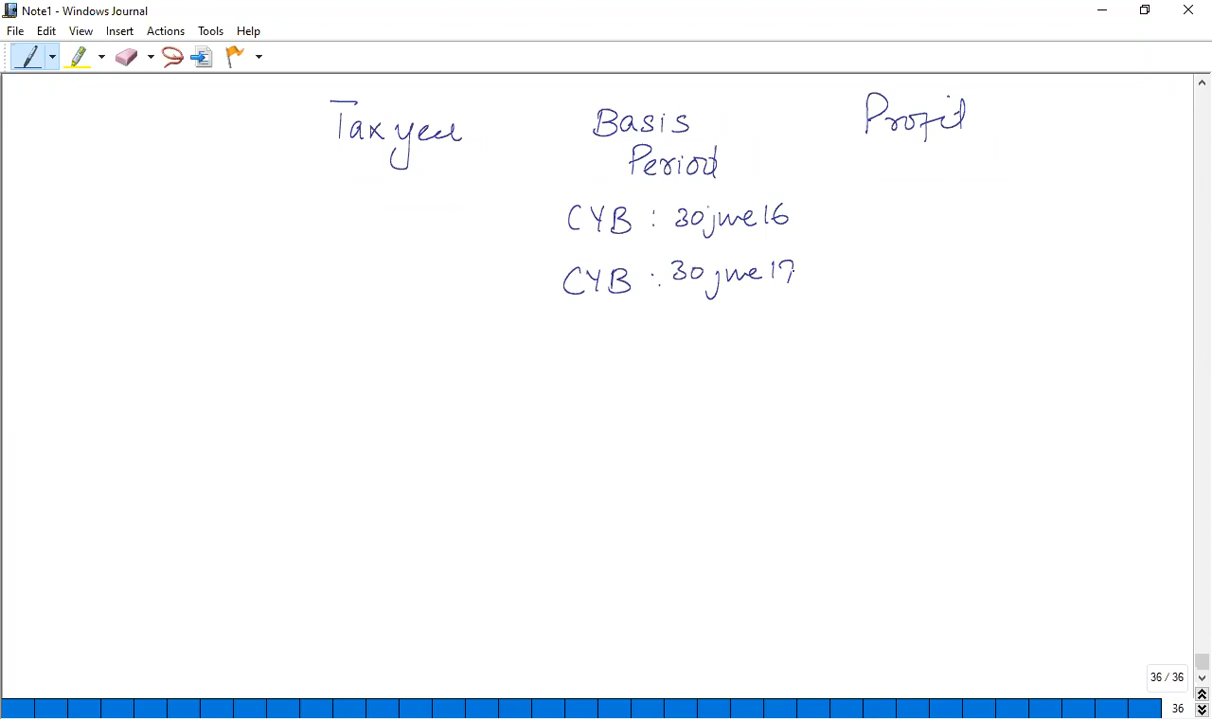 Note1 - Windows Journal
File Edit View Insert Actions Tools Help
Tax year Basis Profit
Period
CYB : 30 june 16
CYB : 30 june 17
36 / 36
36